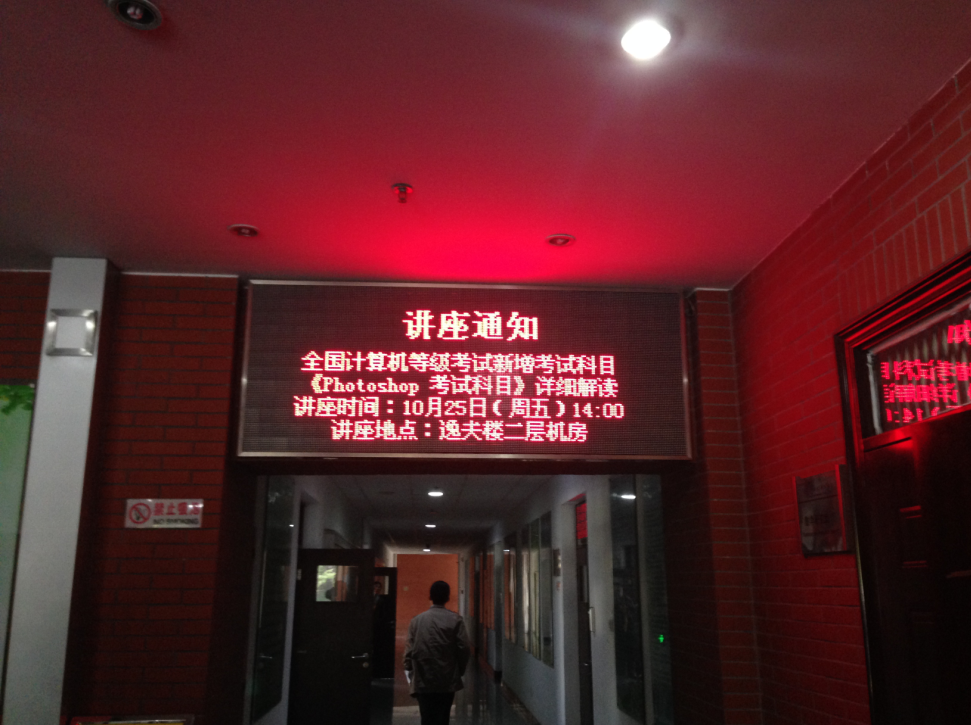 讲座通知
全国计算机等级考试新增考试科目
《Photoshop 考试科目》详细解读
讲座时间：10月25日（周五）14:00
讲座地点：逸夫楼二层机房
禁止吸烟
NO SMOKING